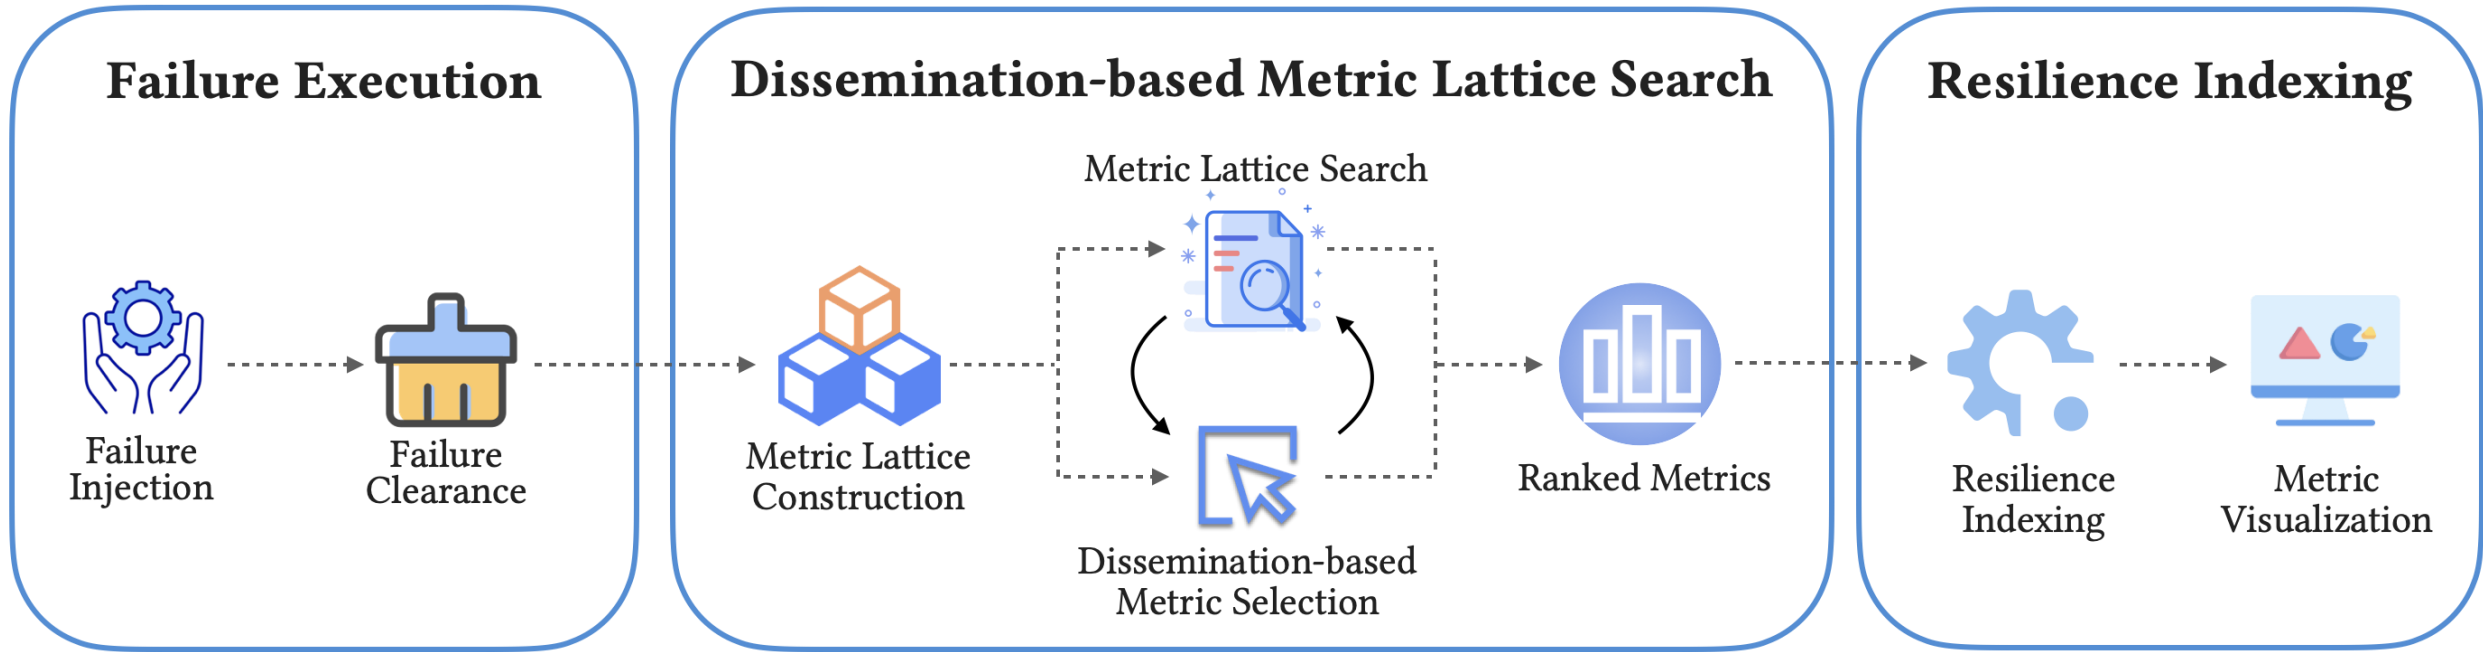 Failure Execution
Failure
Injection
Failure
Clearance
Dissemination-based Metric Lattice Search
Metric Lattice
Construction
Metric Lattice Search
Dissemination-based
Metric Selection
Ranked Metrics
Resilience Indexing
Resilience
Indexing
Metric
Visualization